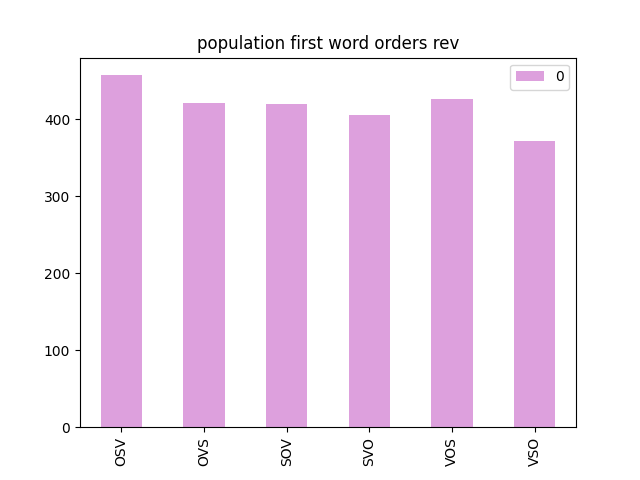 population first word orders rev
0
400
300
200
100
0
OSV
OVS
SOV
SVO
VOS
VSO